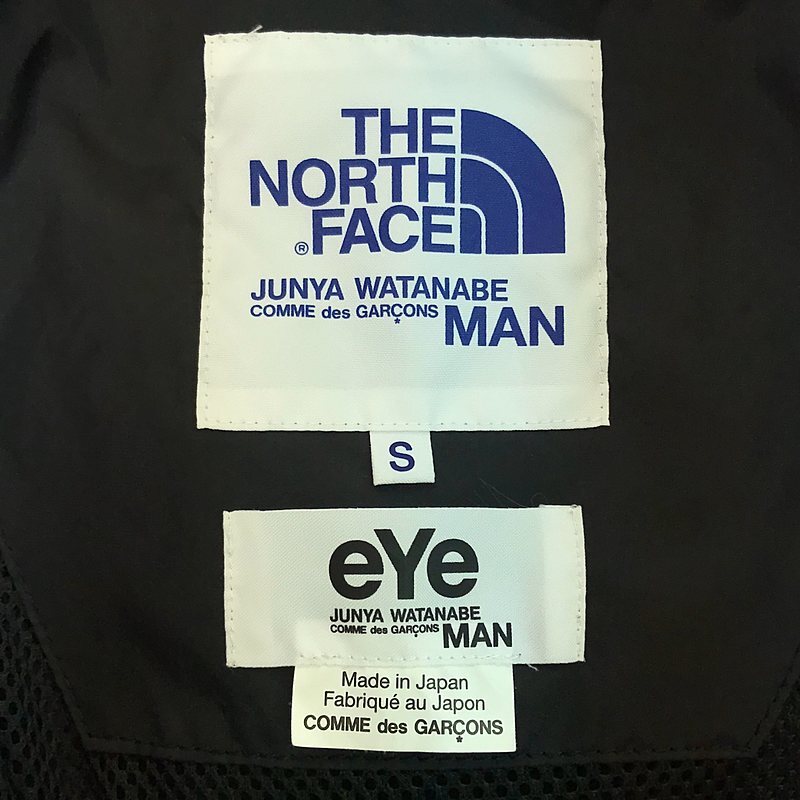 THE
NORTH
® FACE
JUNYA WATANABE
COMME des GARÇONS MAN
S
eYe
JUNYA WATANABE
COMME des GARÇONS MAN
Made in Japan
Fabriqué au Japon
COMME des GARÇONS